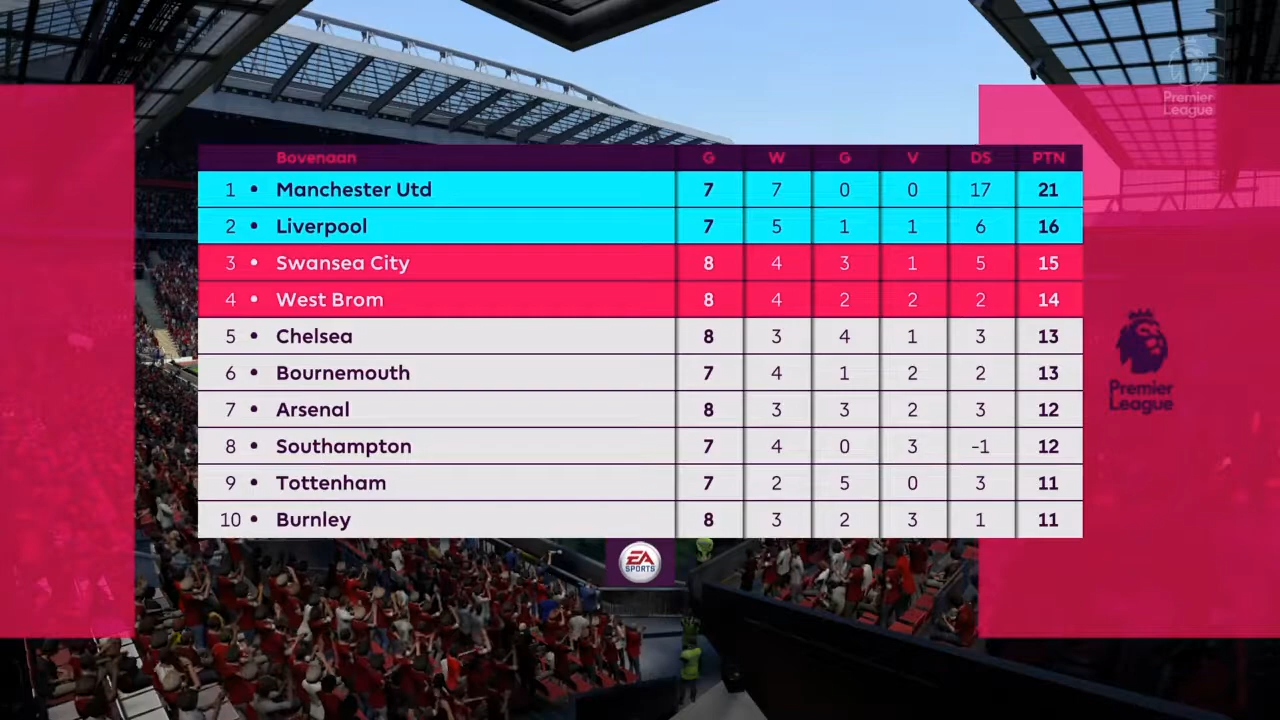 Premier
League
Bovenaan G W G V DS PTN
1 • Manchester Utd 7 7 0 0 17 21
2 • Liverpool 7 5 1 1 6 16
3 • Swansea City 8 4 3 1 5 15
4 • West Brom 8 4 2 2 2 14
5 • Chelsea 8 3 4 1 3 13
6 • Bournemouth 7 4 1 2 2 13
7 • Arsenal 8 3 3 2 3 12
8 • Southampton 7 4 0 3 -1 12
9 • Tottenham 7 2 5 0 3 11
10 • Burnley 8 3 2 3 1 11
Premier
League
EA
SPORTS